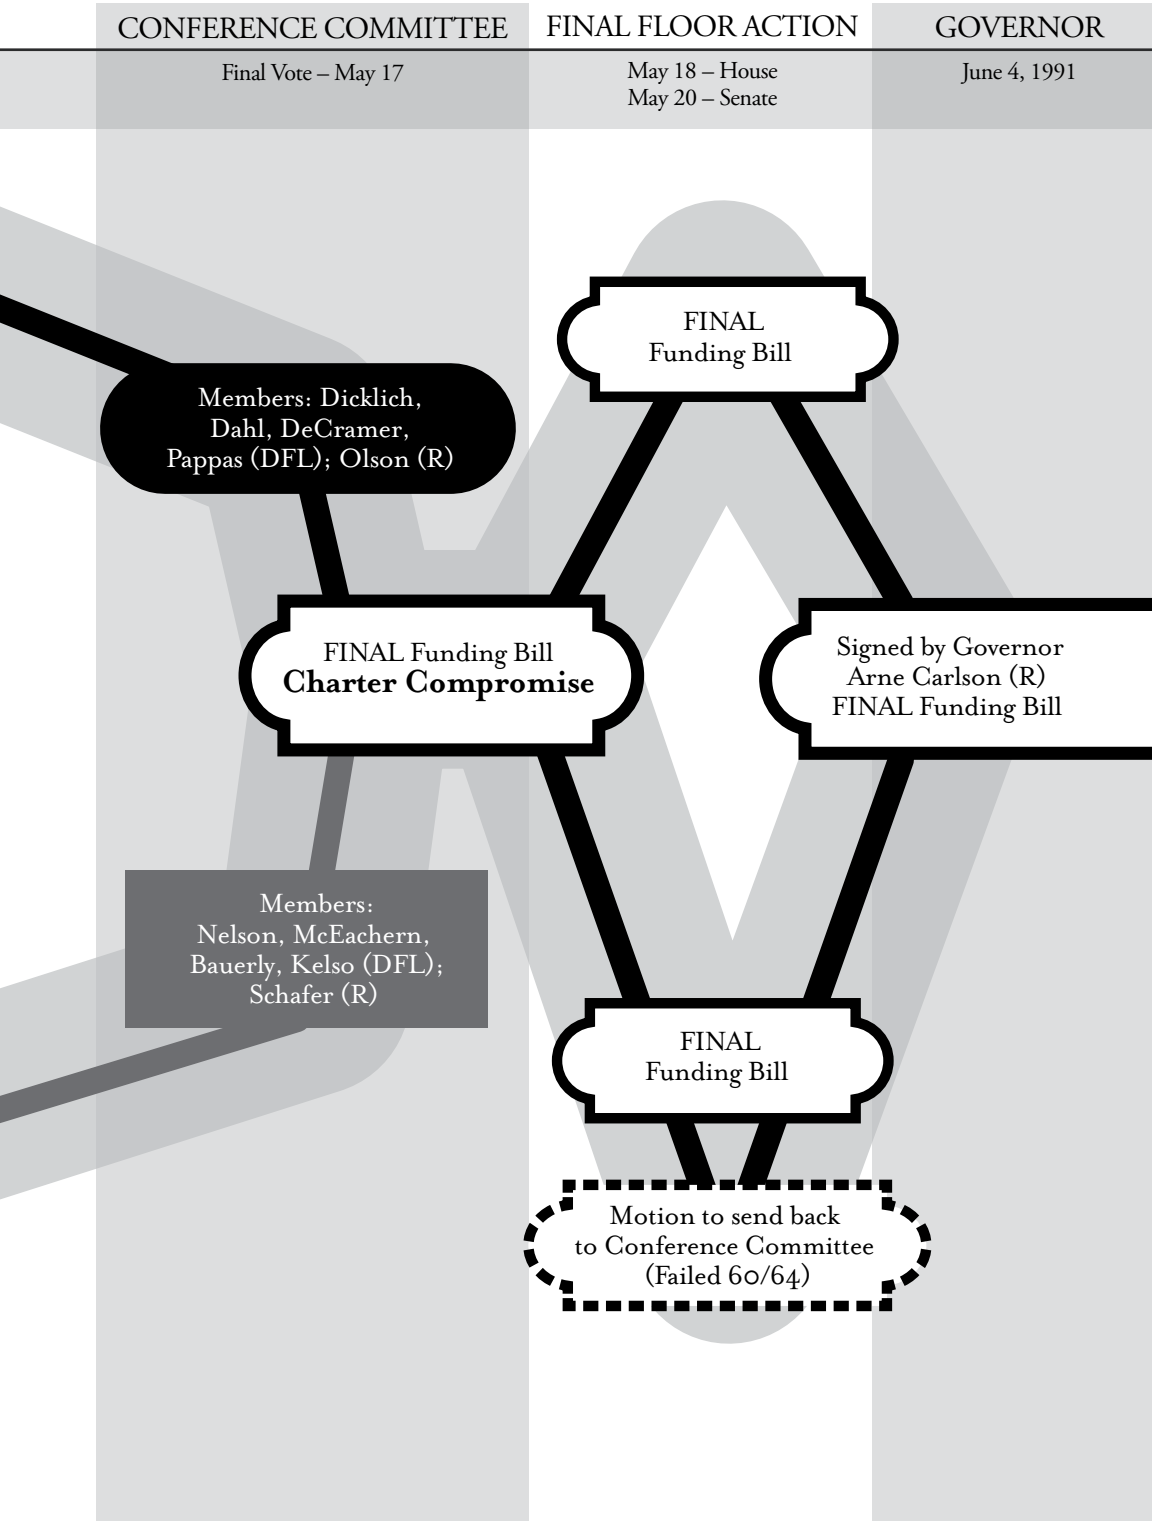 CONFERENCE COMMITTEE
Final Vote – May 17
FINAL FLOOR ACTION
May 18 – House
May 20 – Senate
GOVERNOR
June 4, 1991
Members: Dicklich,
Dahl, DeCramer,
Pappas (DFL); Olson (R)
FINAL Funding Bill
Charter Compromise
Members:
Nelson, McEachern,
Bauerly, Kelso (DFL);
Schafer (R)
FINAL
Funding Bill
Signed by Governor
Arne Carlson (R)
FINAL Funding Bill
FINAL
Funding Bill
Motion to send back
to Conference Committee
(Failed 60/64)